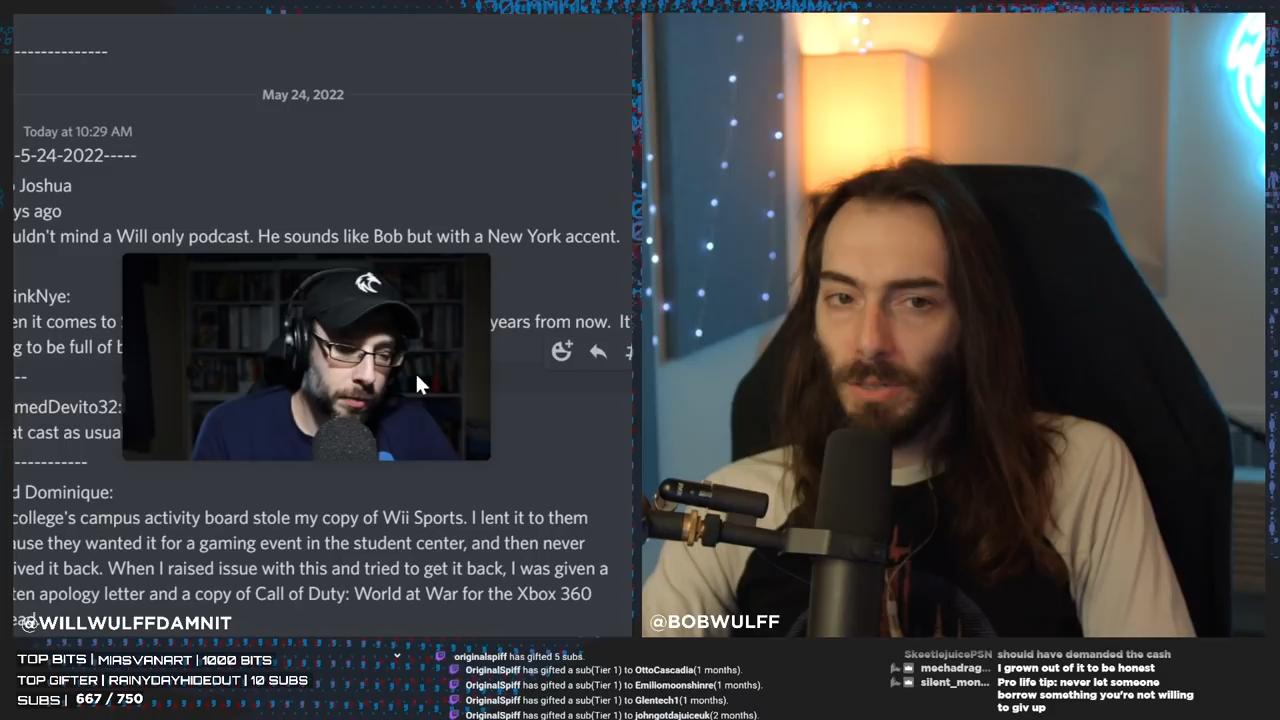 --------------
May 24, 2022
Today at 10:29 AM
-5-24-2022-----
Joshua
ys ago
uldn't mind a Will only podcast. He sounds like Bob but with a New York accent.
inkNye:
en it comes to
years from now. It
g to be full of b
--
medDevito32:
at cast as usua
-----------
d Dominique:
college's campus activity board stole my copy of Wii Sports. I lent it to them
use they wanted it for a gaming event in the student center, and then never
ived it back. When I raised issue with this and tried to get it back, I was given a
ten apology letter and a copy of Call of Duty: World at War for the Xbox 360
@WILLWULFFDAMNIT
@BOBWULFF
TOP BITS | MIASVANART | 1000 BITS
TOP GIFTER | RAINYDAYHIDEOUT | 10 SUBS
SUBS | 667 / 750
originalspiff has gifted 5 subs.
OriginalSpiff has gifted a sub(Tier 1) to OttoCascadia(1 months).
OriginalSpiff has gifted a sub(Tier 1) to Emiliomoonshinre(1 months).
OriginalSpiff has gifted a sub(Tier 1) to Glentech1(1 months).
OriginalSpiff has gifted a sub(Tier 1) to johngotdajuiceuk(2 months).
SkeetlejuicePSN should have demanded the cash
mechadrag... I grown out of it to be honest
silent_mon... Pro life tip: never let someone
borrow something you're not willing
to giv up